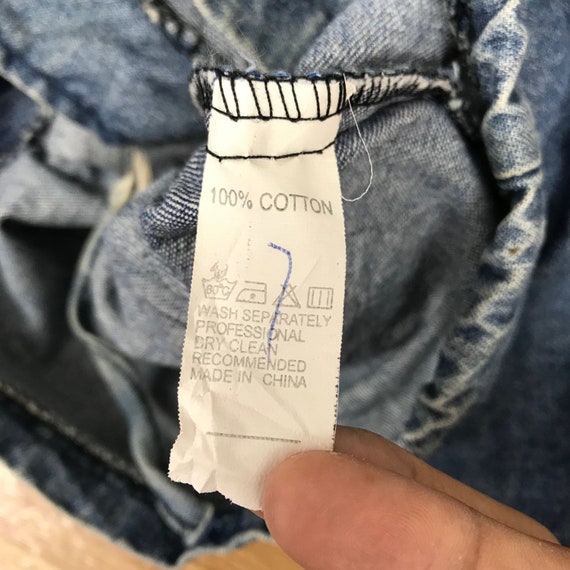 100% COTTON
WASH SEPARATELY
PROFESSIONAL
DRY CLEAN
RECOMMENDED
MADE IN CHINA